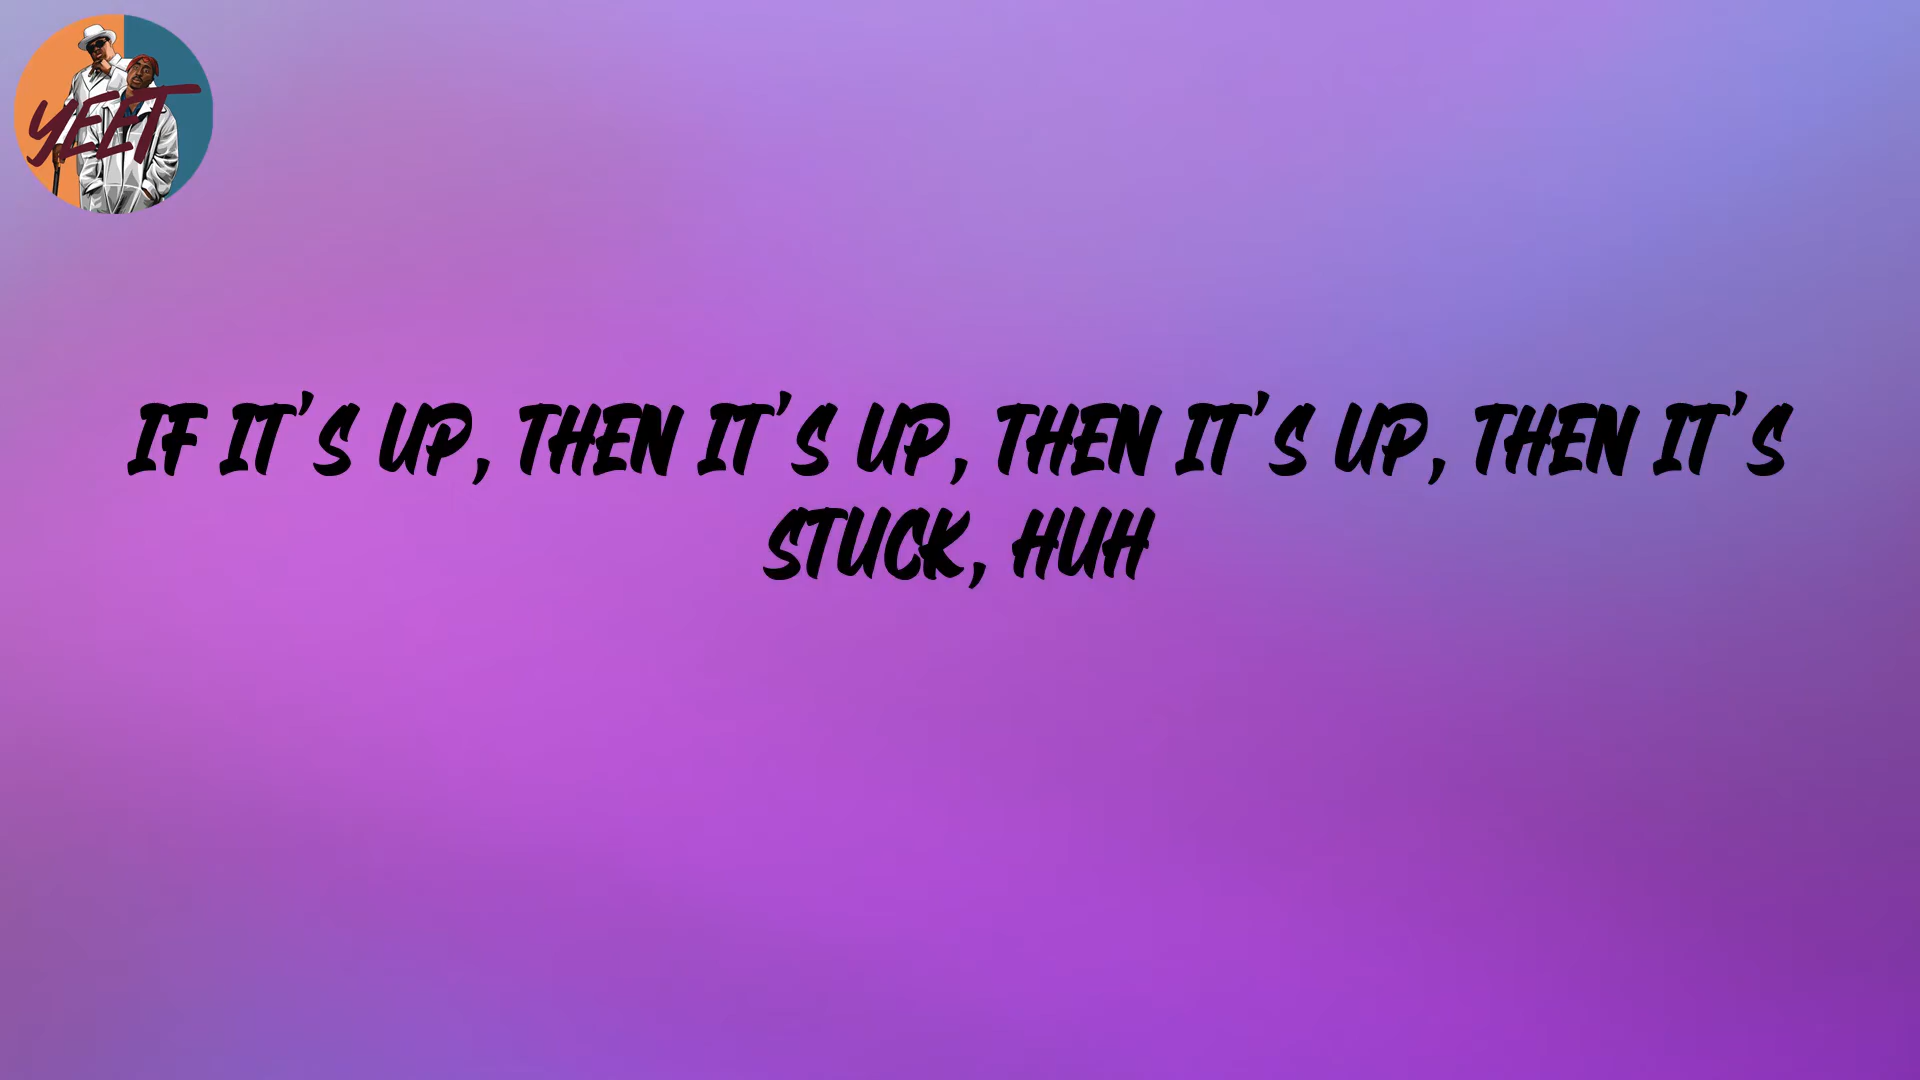 YEET
IF IT'S UP, THEN IT'S UP, THEN IT'S UP, THEN IT'S
STUCK, HUH